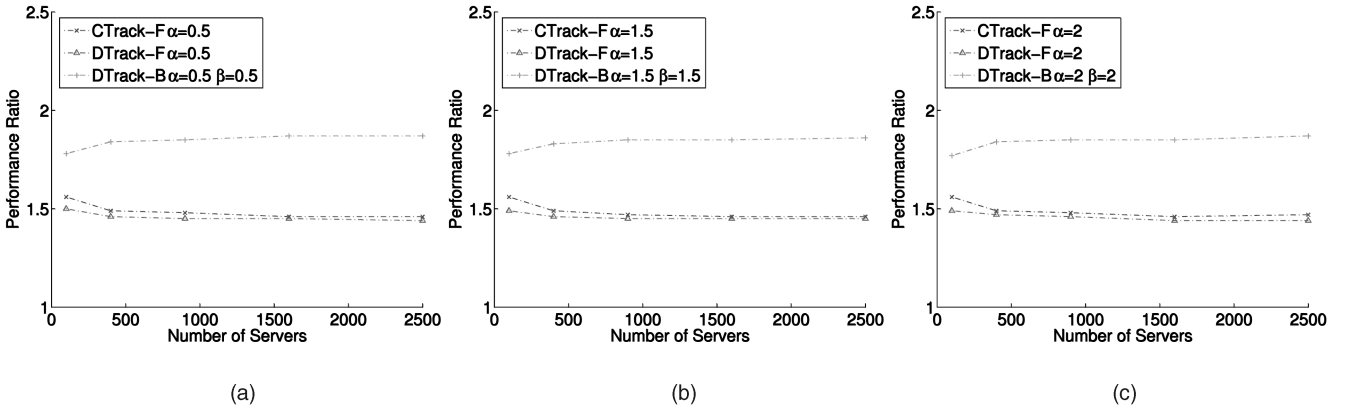 2.5
2
1.5
1
Performance Ratio
CTrack−F α=0.5
DTrack−F α=0.5
DTrack−B α=0.5 β=0.5
0 500 1000 1500 2000 2500
Number of Servers
(a)
2.5
2
1.5
1
Performance Ratio
CTrack−F α=1.5
DTrack−F α=1.5
DTrack−B α=1.5 β=1.5
0 500 1000 1500 2000 2500
Number of Servers
(b)
2.5
2
1.5
1
Performance Ratio
CTrack−F α=2
DTrack−F α=2
DTrack−B α=2 β=2
0 500 1000 1500 2000 2500
Number of Servers
(c)